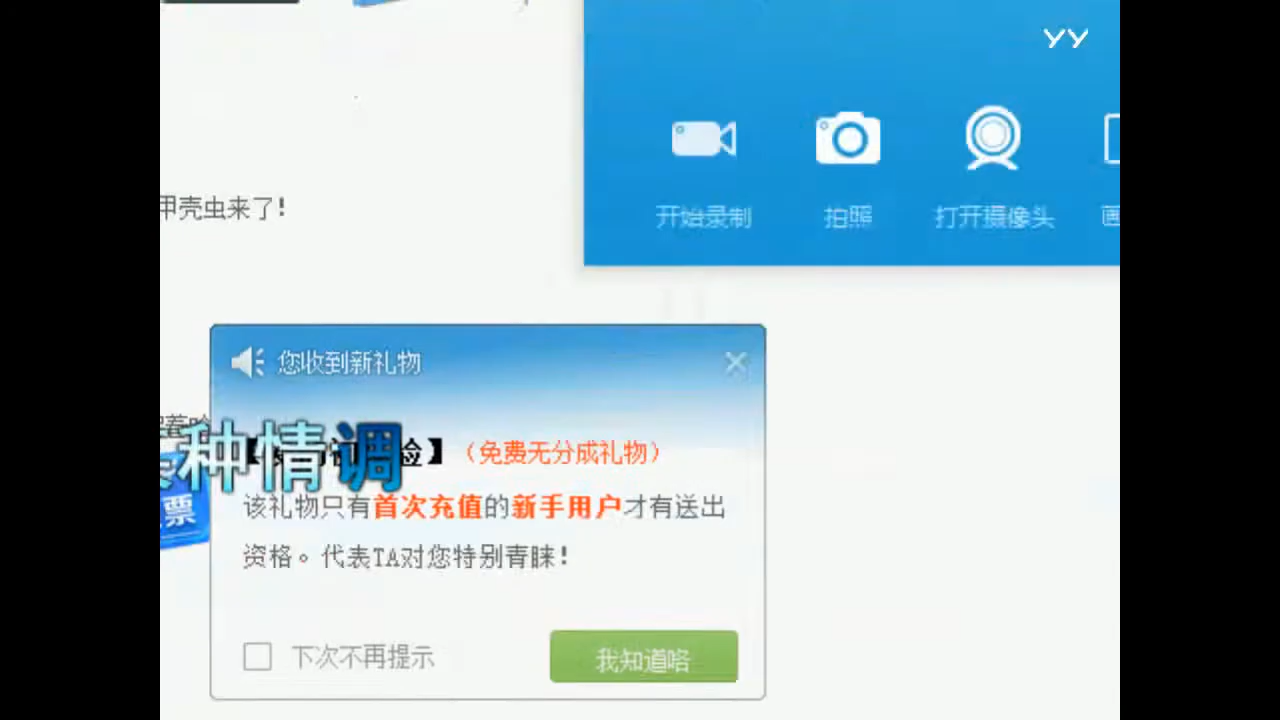 YY
开始录制 拍照 打开摄像头 画
甲壳虫来了!
您收到新礼物
种情调
险】（免费无分成礼物）
该礼物只有首次充值的新手用户才有送出
票
资格。代表TA对您特别青睐!
下次不再提示
我知道咯